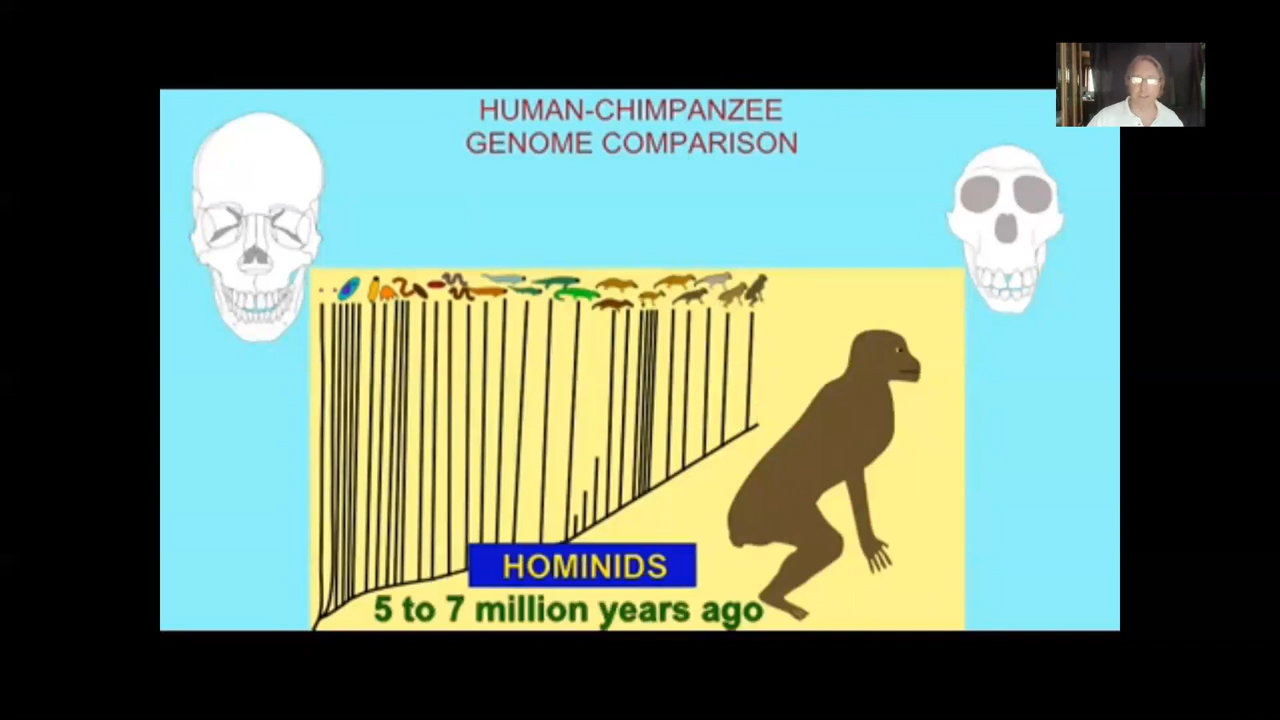 HUMAN-CHIMPANZEE
GENOME COMPARISON
HOMINIDS
5 to 7 million years ago